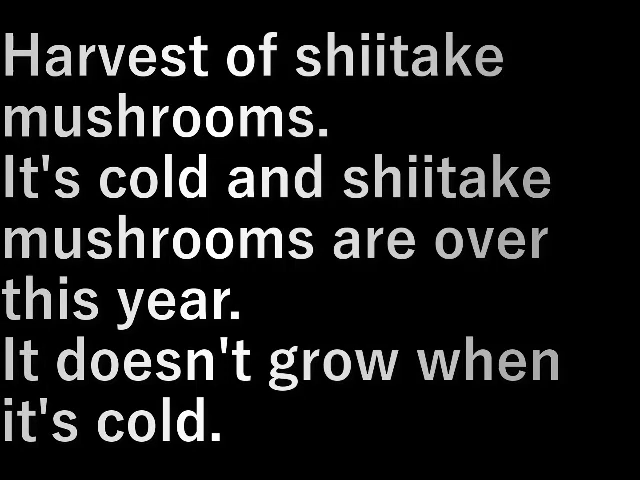 Harvest of shiitake
mushrooms.
It's cold and shiitake
mushrooms are over
this year.
It doesn't grow when
it's cold.